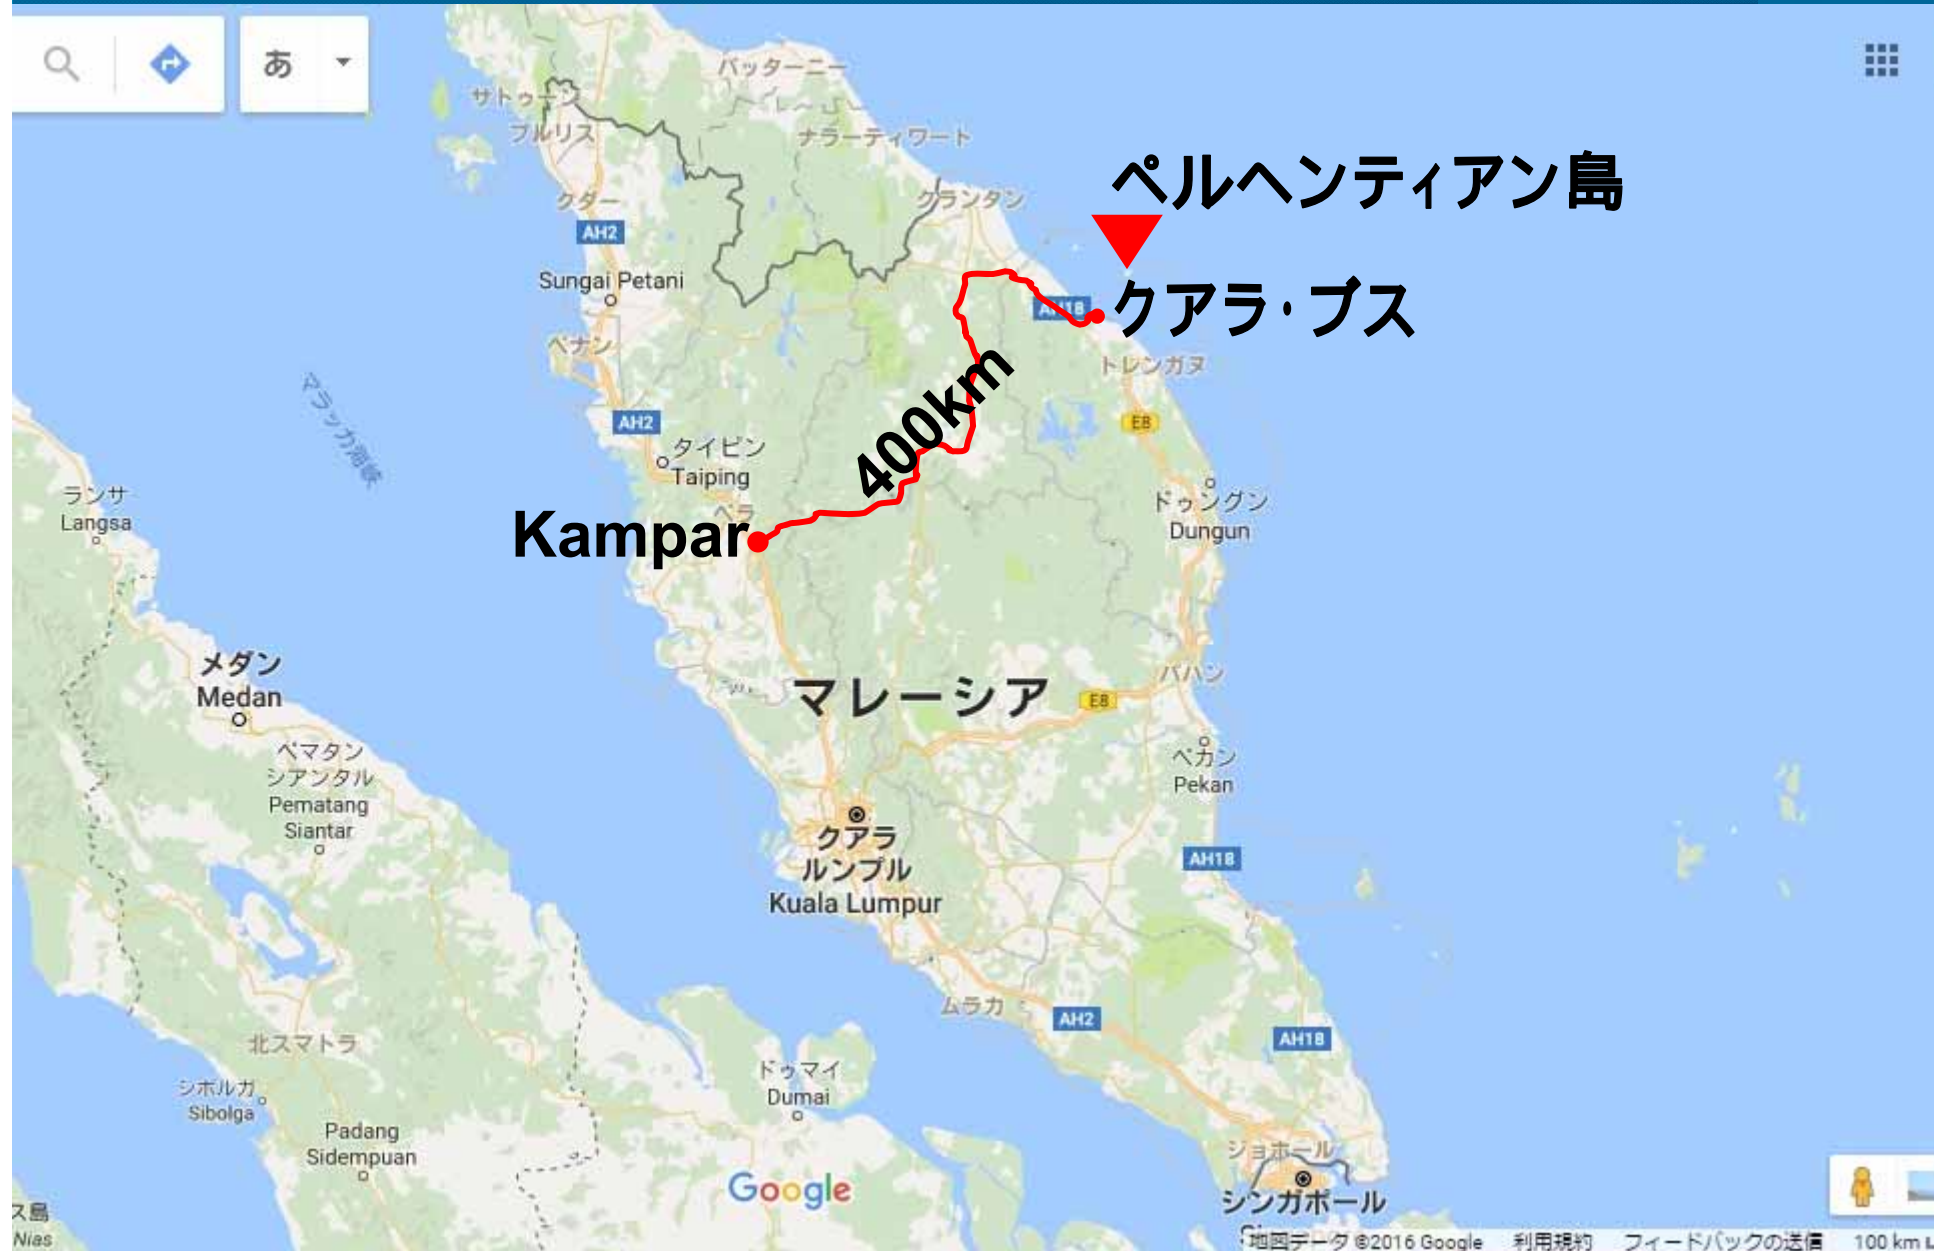 あ
パッターニー
サトゥーン
プルリス
ナラーティワート
ペルヘンティアン島
クダー
クランタン
AH2
Sungai Petani
AH18
クアラ・ブス
ペナン
トレンガヌ
マラッカ海峡
400km
AH2
E8
タイピン
Taiping
ランサ
Langsa
ペラ
ドゥングン
Dungun
Kampar
メダン
Medan
マレーシア
パハン
E8
ペマタン
シアンタル
Pematang
Siantar
ペカン
Pekan
クアラ
ルンプル
Kuala Lumpur
AH18
ムラカ
AH2
AH18
北スマトラ
シボルガ
Sibolga
ドゥマイ
Dumai
Padang
Sidempuan
ジョホール
Google
シンガポール
ス島
Nias
地図データ ©2016 Google 利用規約 フィードバックの送信 100 km